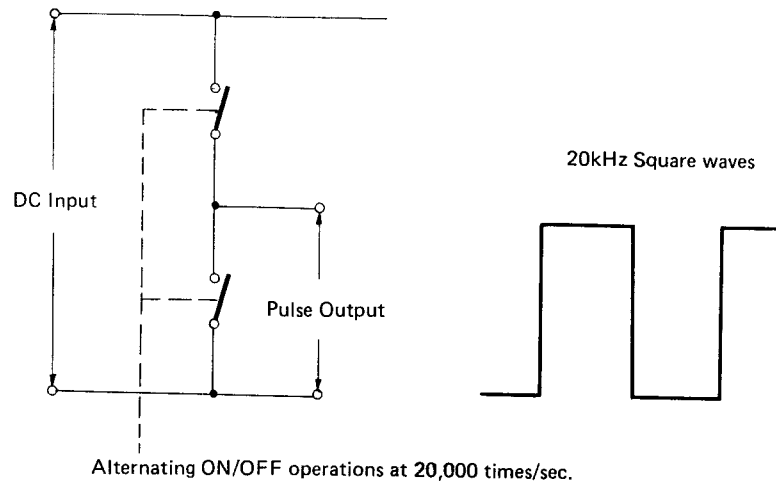 20kHz Square waves
DC Input
Pulse Output
Alternating ON/OFF operations at 20,000 times/sec.